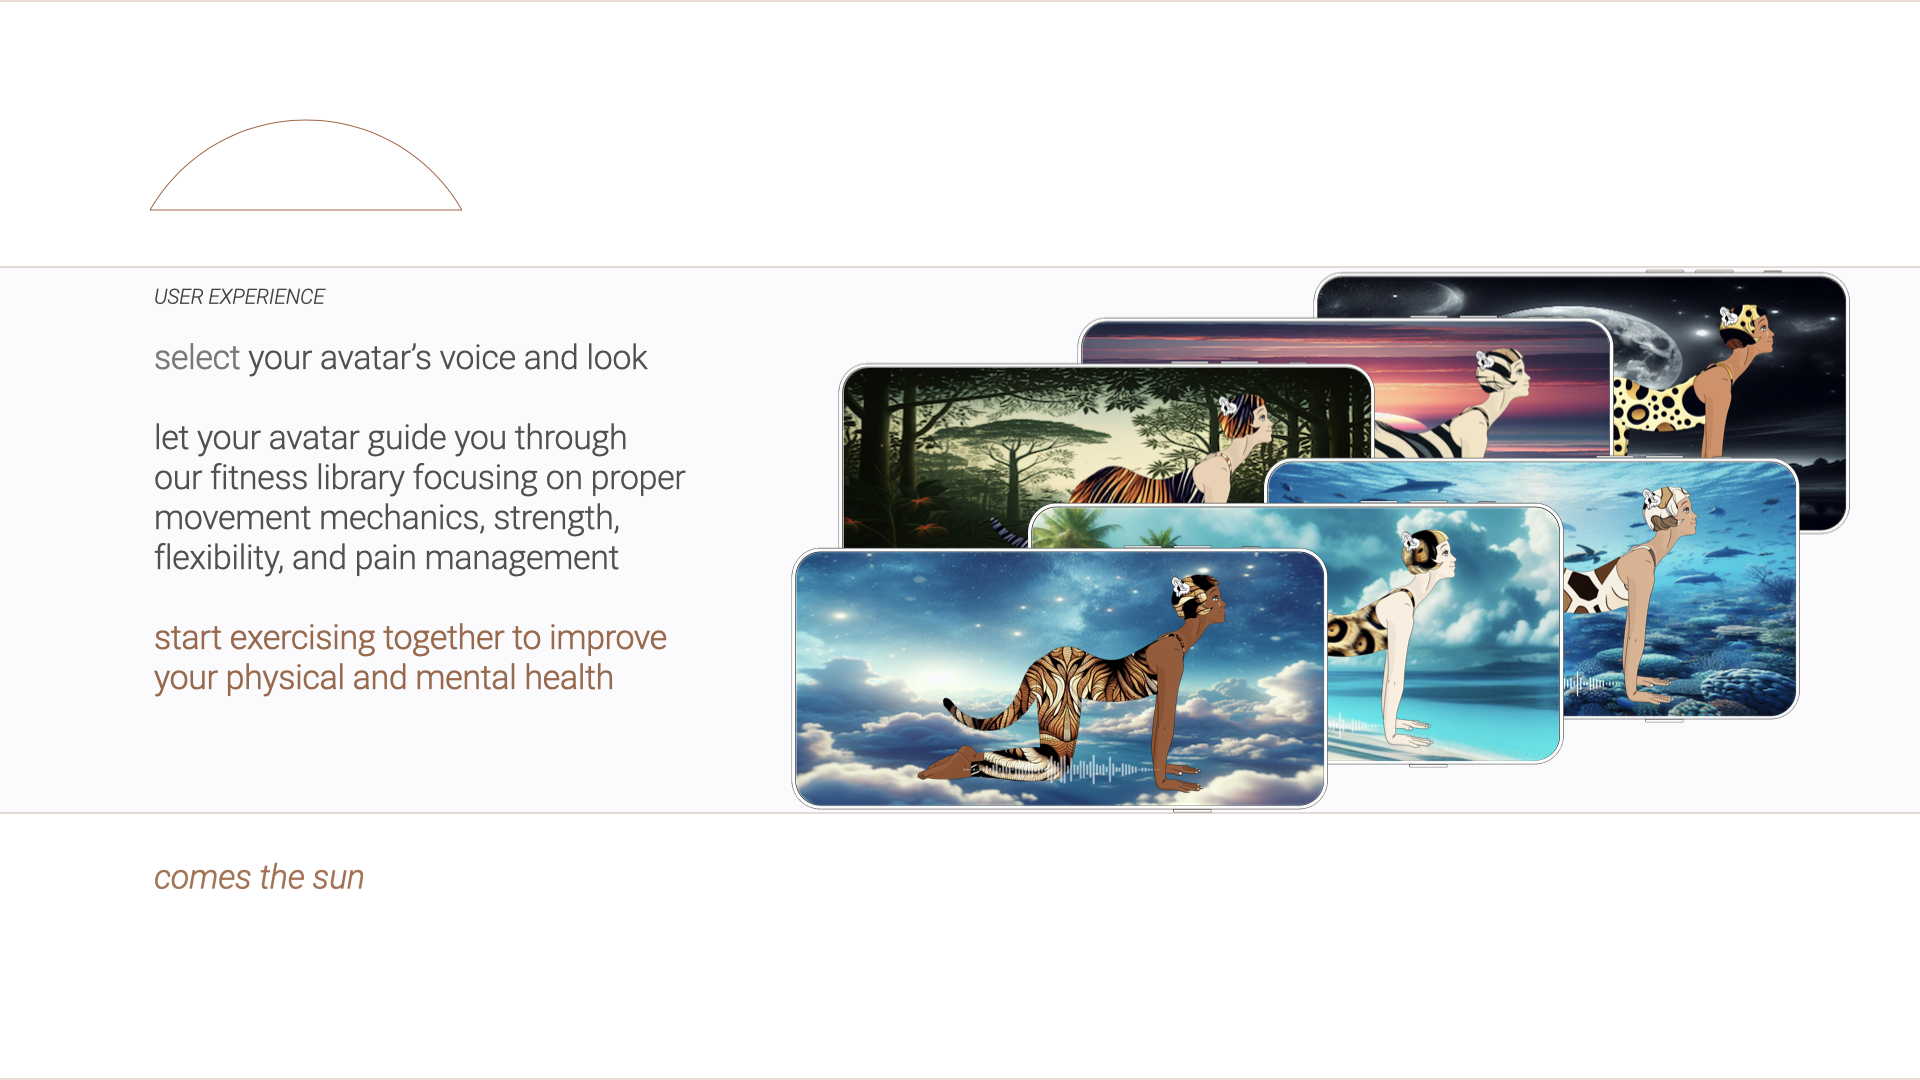 USER EXPERIENCE
select your avatar’s voice and look
let your avatar guide you through
our fitness library focusing on proper
movement mechanics, strength,
flexibility, and pain management
start exercising together to improve
your physical and mental health
comes the sun